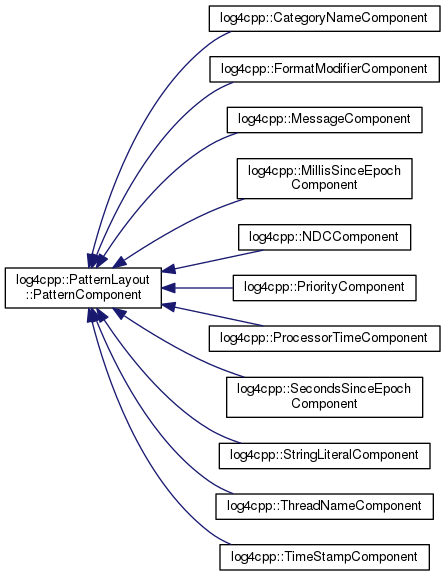 log4cpp::CategoryNameComponent
log4cpp::FormatModifierComponent
log4cpp::MessageComponent
log4cpp::MillisSinceEpoch
Component
log4cpp::NDCComponent
log4cpp::PatternLayout
::PatternComponent
log4cpp::PriorityComponent
log4cpp::ProcessorTimeComponent
log4cpp::SecondsSinceEpoch
Component
log4cpp::StringLiteralComponent
log4cpp::ThreadNameComponent
log4cpp::TimeStampComponent